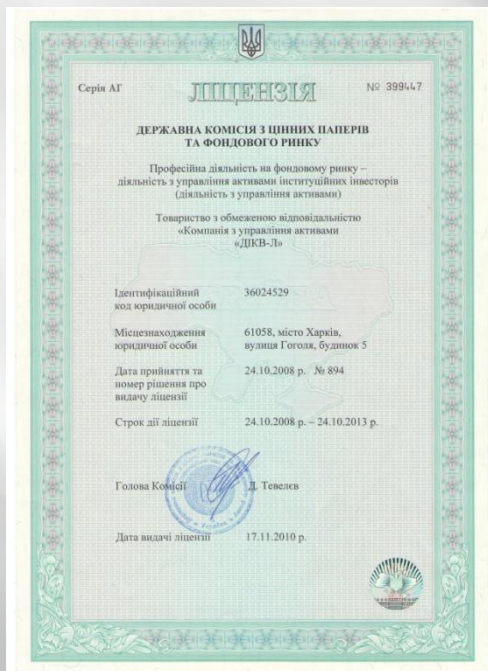 Серія АГ
ЛІЦЕНЗІЯ
№ 399447
ДЕРЖАВНА КОМІСІЯ З ЦІННИХ ПАПЕРІВ
ТА ФОНДОВОГО РИНКУ
Професійна діяльність на фондовому ринку –
діяльність з управління активами інституційних інвесторів
(діяльність з управління активами)
Товариство з обмеженою відповідальністю
«Компанія з управління активами
«ДІКВ-Л»
Ідентифікаційний 36024529
код юридичної особи
Місцезнаходження 61058, місто Харків,
юридичної особи вулиця Гоголя, будинок 5
Дата прийняття та 24.10.2008 р. № 894
номер рішення про
видачу ліцензії
Строк дії ліцензії 24.10.2008 р. – 24.10.2013 р.
Голова Комісії Д. Тевелєв
Дата видачі ліцензії 17.11.2010 р.